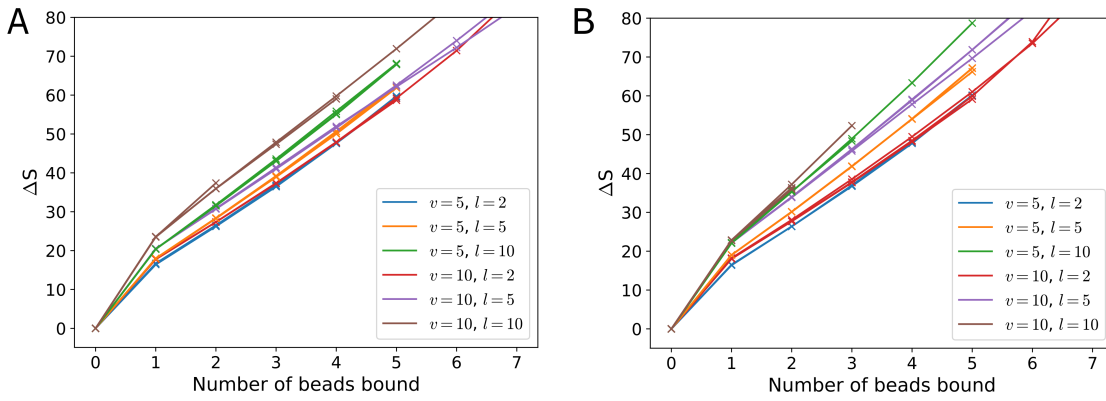 A
80
70
60
50
40
30
20
10
0
ΔS
0 1 2 3 4 5 6 7
Number of beads bound
v = 5, l = 2
v = 5, l = 5
v = 5, l = 10
v = 10, l = 2
v = 10, l = 5
v = 10, l = 10
B
80
70
60
50
40
30
20
10
0
ΔS
0 1 2 3 4 5 6 7
Number of beads bound
v = 5, l = 2
v = 5, l = 5
v = 5, l = 10
v = 10, l = 2
v = 10, l = 5
v = 10, l = 10